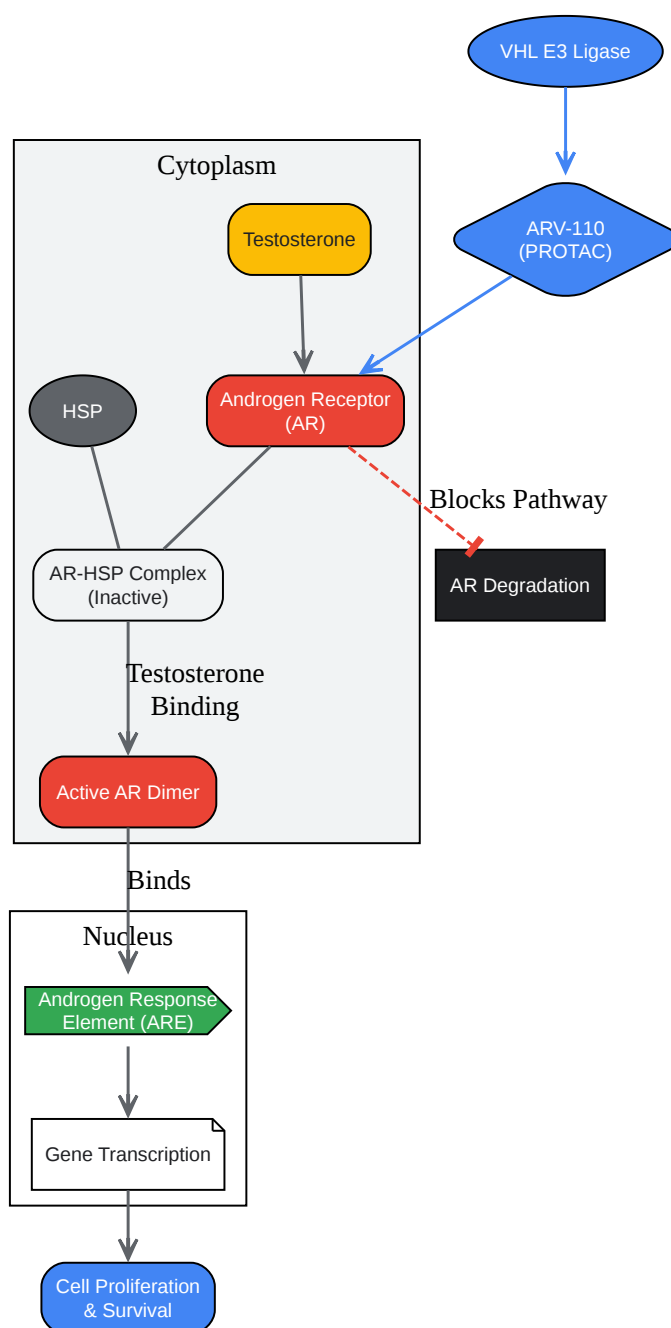 VHL E3 Ligase
Cytoplasm
ARV-110
(PROTAC)
Testosterone
HSP
Androgen Receptor
(AR)
Blocks Pathway
AR-HSP Complex
(Inactive)
AR Degradation
Testosterone
Binding
Active AR Dimer
Binds
Nucleus
Androgen Response
Element (ARE)
Gene Transcription
Cell Proliferation
& Survival